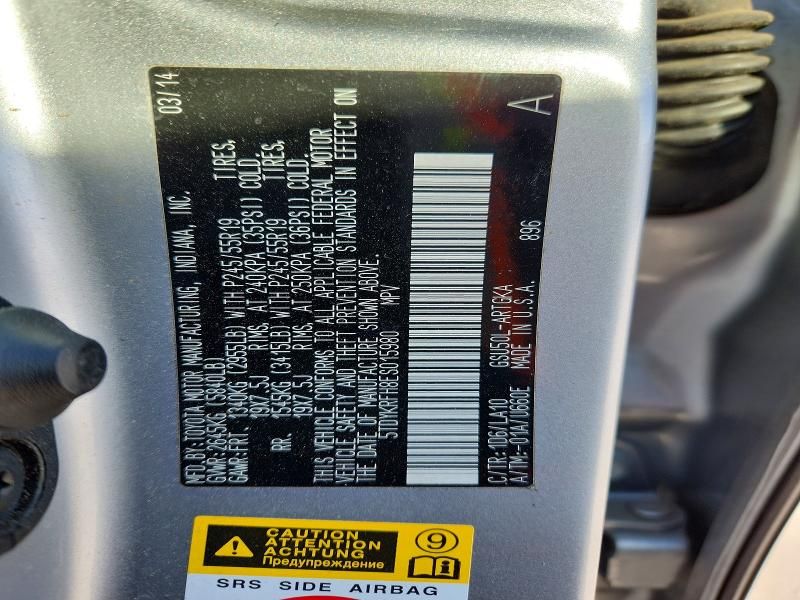 MFD.BY: TOYOTA MOTOR MANUFACTURING, INDIANA, INC. 03/14
GVWR: 2665KG (5840LB)
GAWR: FRT. 1340KG (2955LB) WITH P245/55R19 TIRES.
19X7.5J RIMS. AT 240KPA (35PSI) COLD.
RR. 1545KG (3415LB) WITH P245/55R19 TIRES.
19X7.5J RIMS. AT 250KPA (36PSI) COLD.
THIS VEHICLE CONFORMS TO ALL APPLICABLE FEDERAL MOTOR
VEHICLE SAFETY AND THEFT PREVENTION STANDARDS IN EFFECT ON
THE DATE OF MANUFACTURE SHOWN ABOVE.
5TDYKRFH8ES015980 MPV
C/TR: 1D6/LA10 GSU50L-ARTGKA
A/TM:-01A/U660E MADE IN U.S.A. 896
A
CAUTION
ATTENTION
ACHTUNG
Предупреждение
9
SRS SIDE AIRBAG